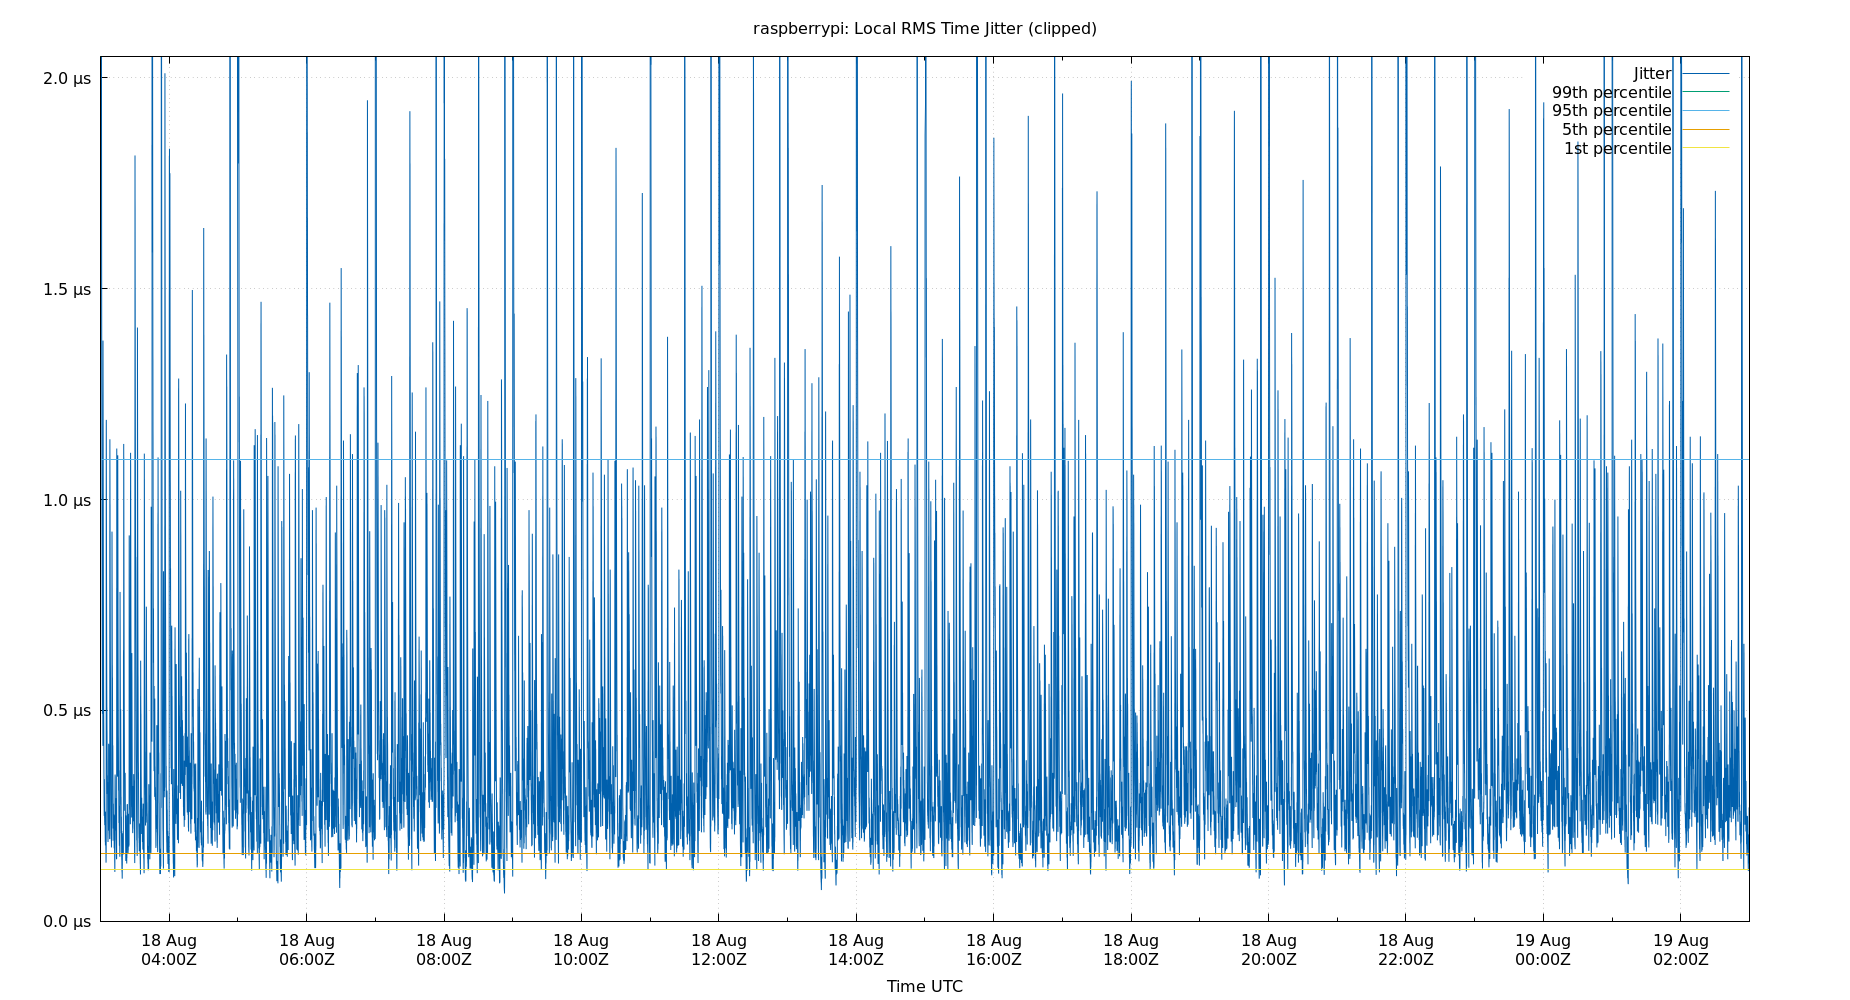 raspberrypi: Local RMS Time Jitter (clipped)
2.0 µs
1.5 µs
1.0 µs
0.5 µs
0.0 µs
Jitter
99th percentile
95th percentile
5th percentile
1st percentile
18 Aug 18 Aug 18 Aug 18 Aug 18 Aug 18 Aug 18 Aug 18 Aug 18 Aug 18 Aug 19 Aug 19 Aug
04:00Z 06:00Z 08:00Z 10:00Z 12:00Z 14:00Z 16:00Z 18:00Z 20:00Z 22:00Z 00:00Z 02:00Z
Time UTC